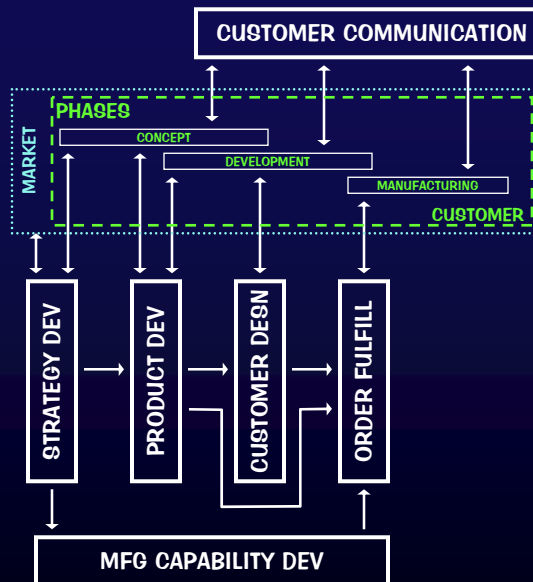 CUSTOMER COMMUNICATION
PHASES
CONCEPT
DEVELOPMENT
MANUFACTURING
MARKET
CUSTOMER
STRATEGY DEV
PRODUCT DEV
CUSTOMER DESN
ORDER FULFILL
MFG CAPABILITY DEV